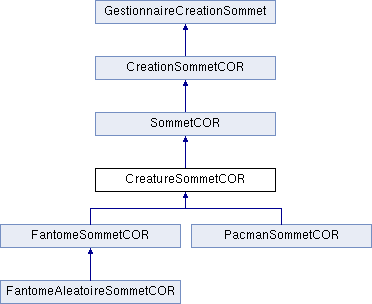 GestionnaireCreationSommet
CreationSommetCOR
SommetCOR
CreatureSommetCOR
FantomeSommetCOR
PacmanSommetCOR
FantomeAleatoireSommetCOR